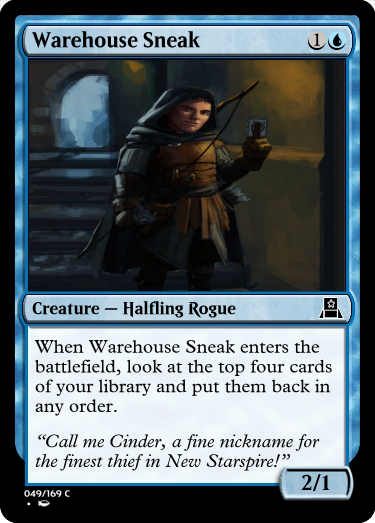 Warehouse Sneak 1
Creature — Halfling Rogue
When Warehouse Sneak enters the
battlefield, look at the top four cards
of your library and put them back in
any order.
“Call me Cinder, a fine nickname for
the finest thief in New Starspire!”
2/1
049/169 C